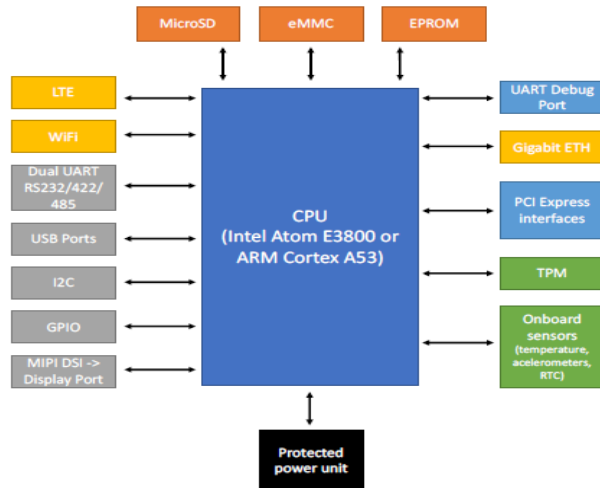 MicroSD
eMMC
EPROM
LTE
WiFi
Dual UART
RS232/422/
485
USB Ports
I2C
GPIO
MIPI DSI ->
Display Port
CPU
(Intel Atom E3800 or
ARM Cortex A53)
UART Debug
Port
Gigabit ETH
PCI Express
interfaces
TPM
Onboard
sensors
(temperature,
acelerometers,
RTC)
Protected
power unit